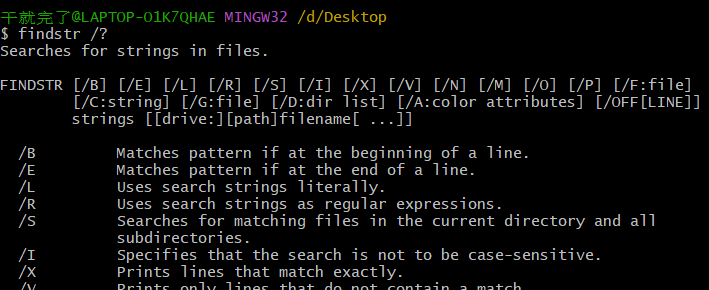 干就完了@LAPTOP-O1K7QHAE MINGW32 /d/Desktop
$ findstr /?
Searches for strings in files.
FINDSTR [/B] [/E] [/L] [/R] [/S] [/I] [/X] [/V] [/N] [/M] [/O] [/P] [/F:file]
[/C:string] [/G:file] [/D:dir list] [/A:color attributes] [/OFF[LINE]]
strings [[drive:][path]filename[ ...]]
/B Matches pattern if at the beginning of a line.
/E Matches pattern if at the end of a line.
/L Uses search strings literally.
/R Uses search strings as regular expressions.
/S Searches for matching files in the current directory and all
subdirectories.
/I Specifies that the search is not to be case-sensitive.
/X Prints lines that match exactly.
/V Prints only lines that do not contain a match.